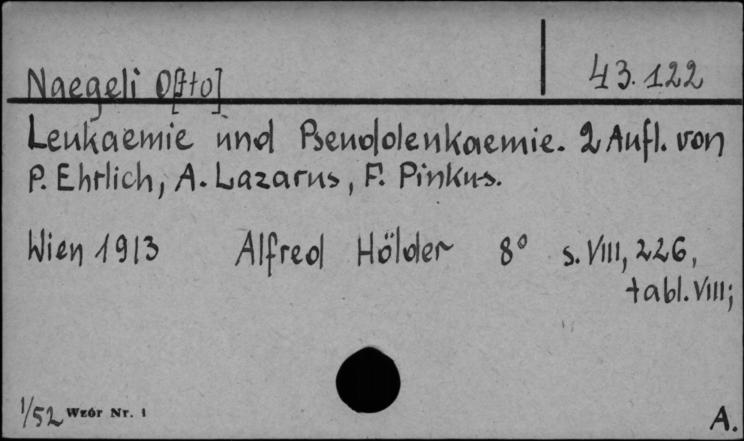 Naegeli O[tto]
43.122
Leukaemie und Pseudoleukaemie. 2 Aufl. von
P. Ehrlich, A. Lazarus, F. Pinkus.
Wien 1913 Alfred Hölder 8° s. VIII, 226,
tabl. VIII;
1/52 Wzór Nr. 1
A.